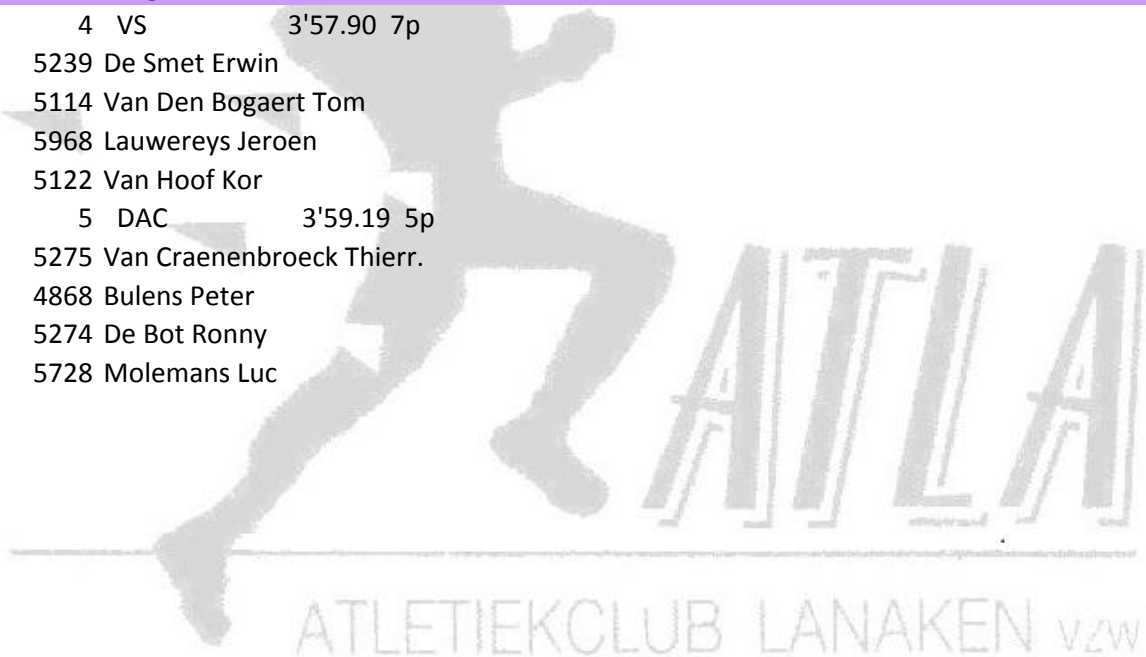 4 VS 3'57.90 7p
5239 De Smet Erwin
5114 Van Den Bogaert Tom
5968 Lauwereys Jeroen
5122 Van Hoof Kor
5 DAC 3'59.19 5p
5275 Van Craenenbroeck Thierr.
4868 Bulens Peter
5274 De Bot Ronny
5728 Molemans Luc
ATLA
ATLETIEKCLUB LANAKEN VZW